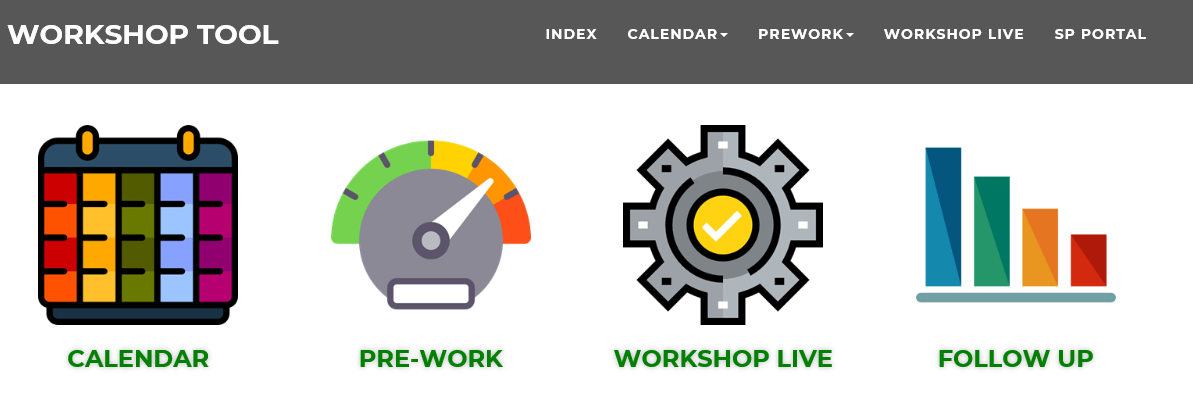 WORKSHOP TOOL
INDEX CALENDAR PREWORK WORKSHOP LIVE SP PORTAL
CALENDAR PRE-WORK WORKSHOP LIVE FOLLOW UP